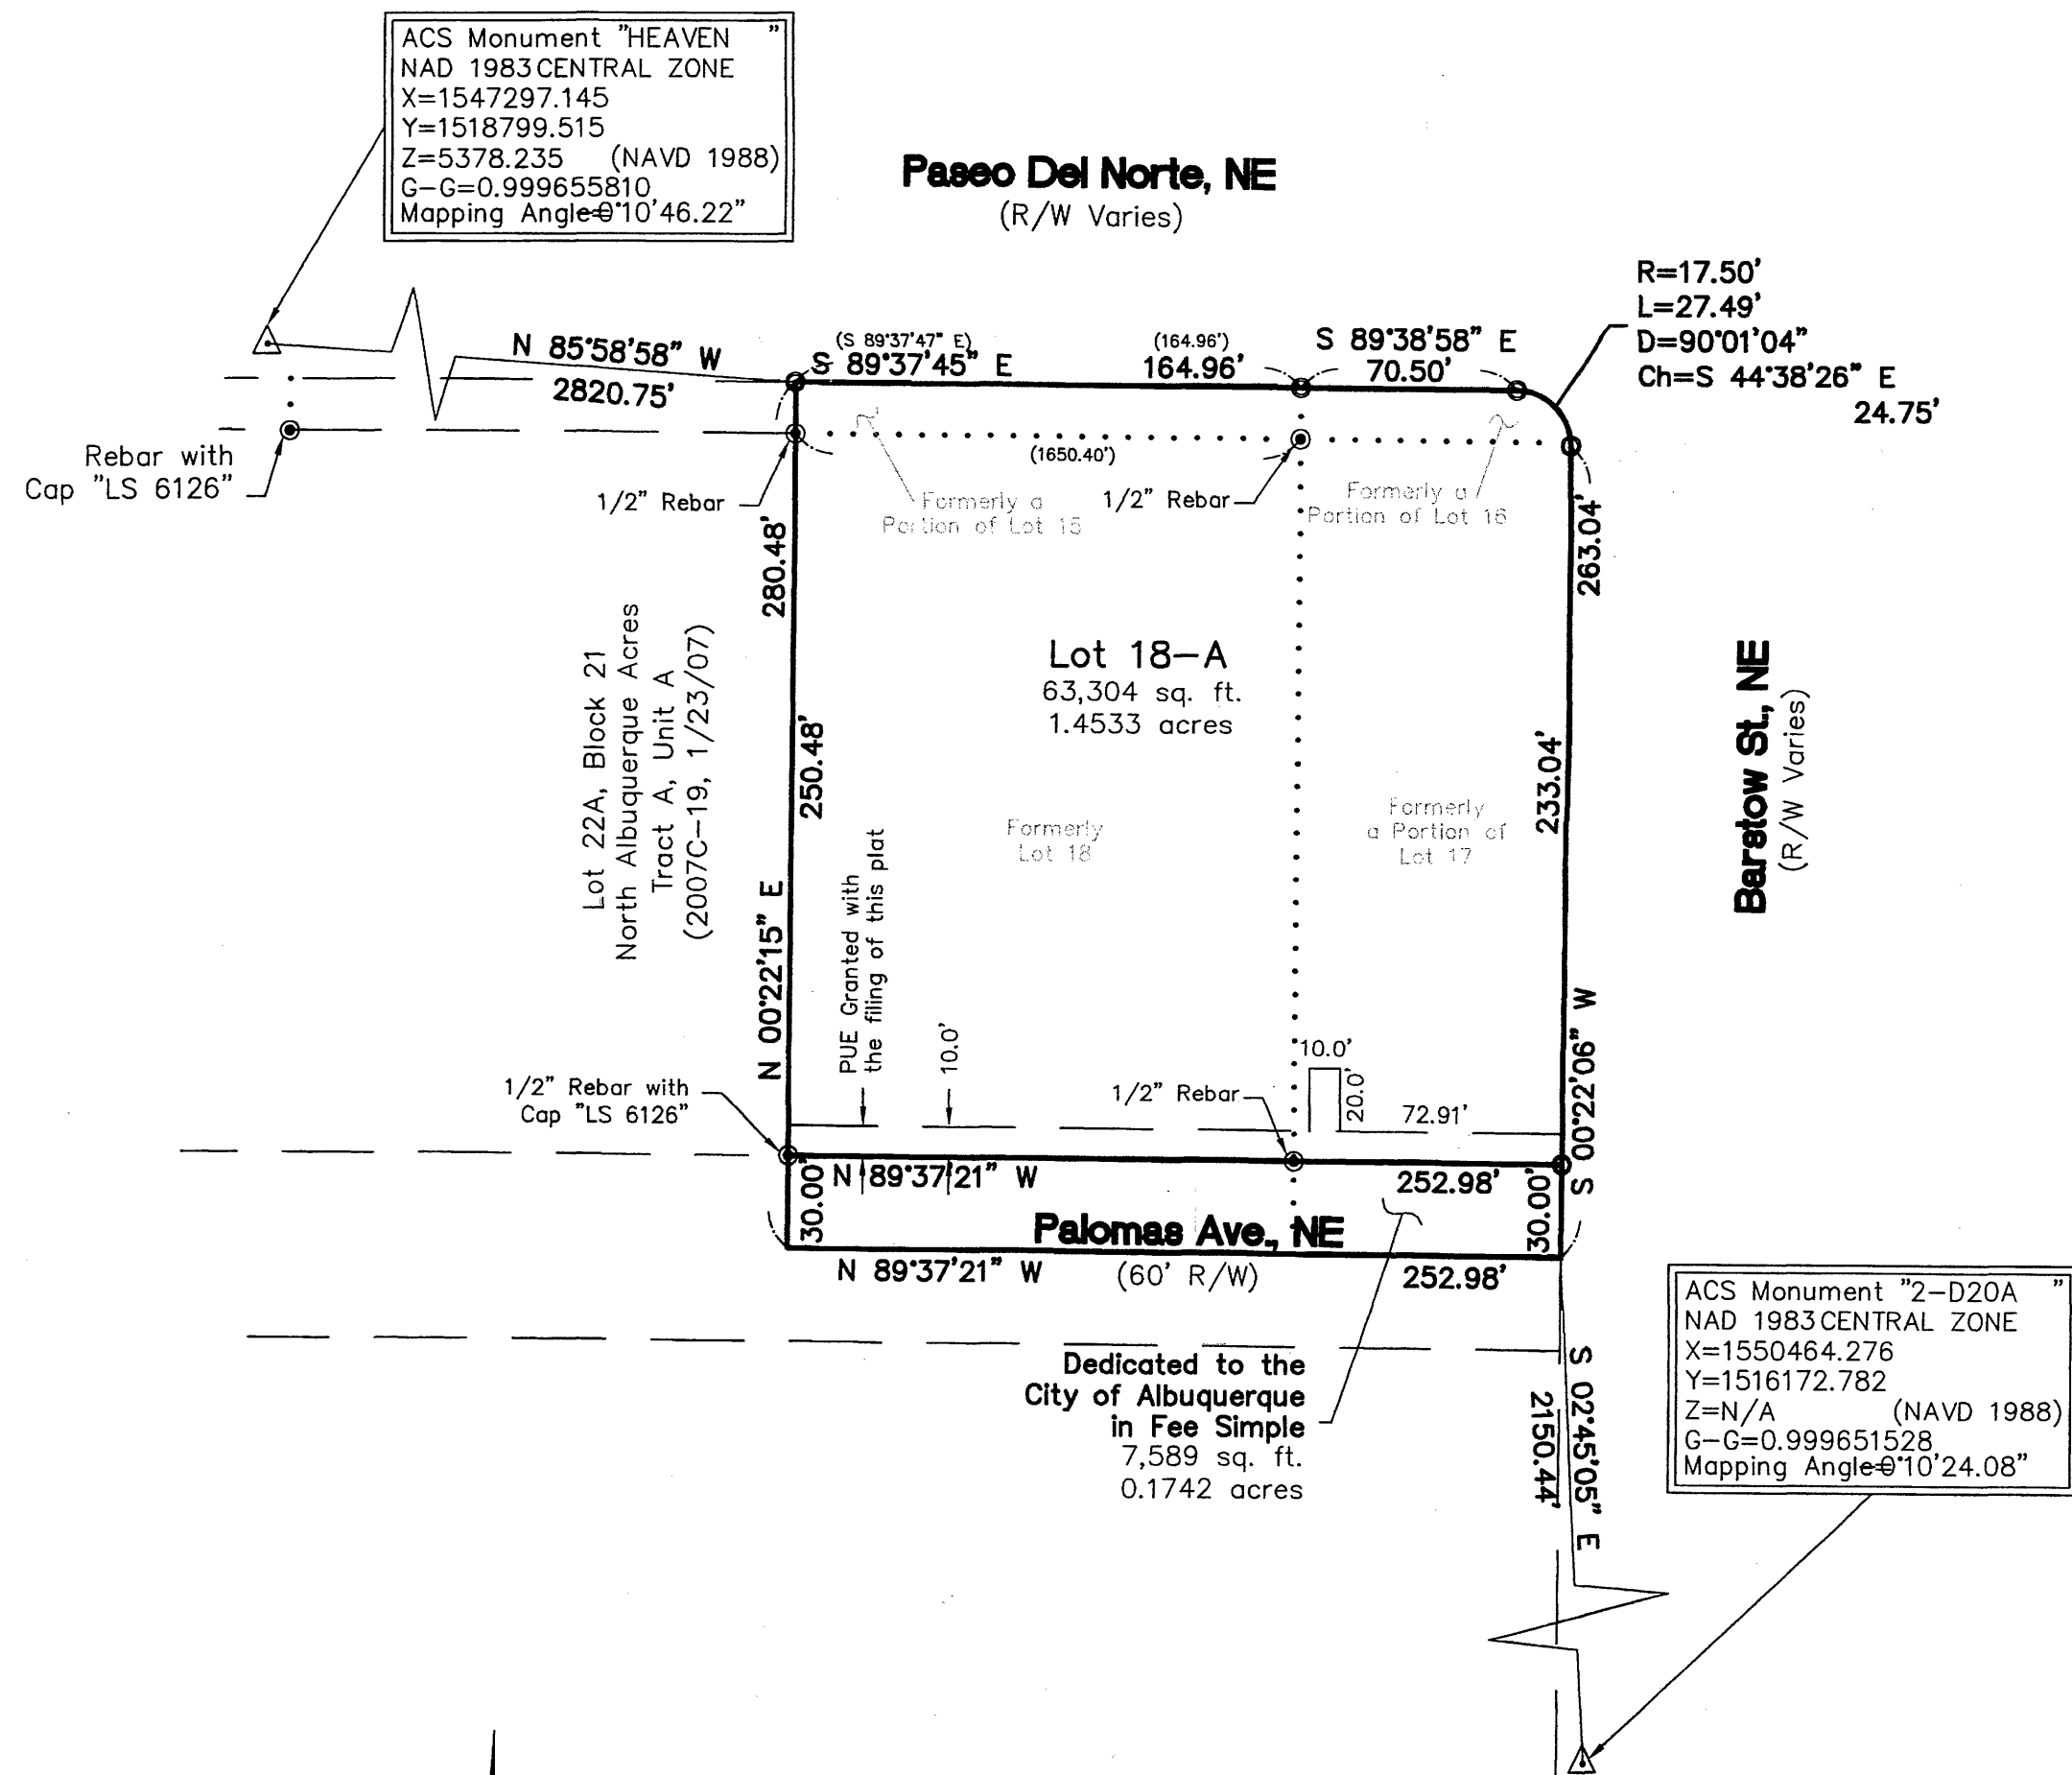 ACS Monument "HEAVEN "
NAD 1983 CENTRAL ZONE
X=1547297.145
Y=1518799.515
Z=5378.235 (NAVD 1988)
G-G=0.999655810
Mapping Angle=0°10'46.22"
Paseo Del Norte, NE
(R/W Varies)
R=17.50'
L=27.49'
D=90°01'04"
Ch=S 44°38'26" E
24.75'
N 85°58'58" W
2820.75'
(S 89°37'47" E)
S 89°37'45" E
(164.96')
164.96'
S 89°38'58" E
70.50'
Rebar with
Cap "LS 6126"
1/2" Rebar
(1650.40')
Formerly a
Portion of Lot 15
1/2" Rebar
Formerly a
Portion of Lot 16
280.48'
263.04'
Lot 22A, Block 21
North Albuquerque Acres
Tract A, Unit A
(2007C-19, 1/23/07)
Lot 18-A
63,304 sq. ft.
1.4533 acres
250.48'
233.04'
Barstow St., NE
(R/W Varies)
Formerly
Lot 18
Formerly
a Portion of
Lot 17
N 00°22'15" E
PUE Granted with
the filing of this plat
10.0'
S 00°22'06" W
1/2" Rebar with
Cap "LS 6126"
1/2" Rebar
10.0'
20.0'
72.91'
30.00'
N 89°37'21" W
252.98'
30.00'
Palomas Ave., NE
N 89°37'21" W
(60' R/W)
252.98'
Dedicated to the
City of Albuquerque
in Fee Simple
7,589 sq. ft.
0.1742 acres
S 02°45'05" E
2150.44'
ACS Monument "2-D20A "
NAD 1983 CENTRAL ZONE
X=1550464.276
Y=1516172.782
Z=N/A (NAVD 1988)
G-G=0.999651528
Mapping Angle=0°10'24.08"